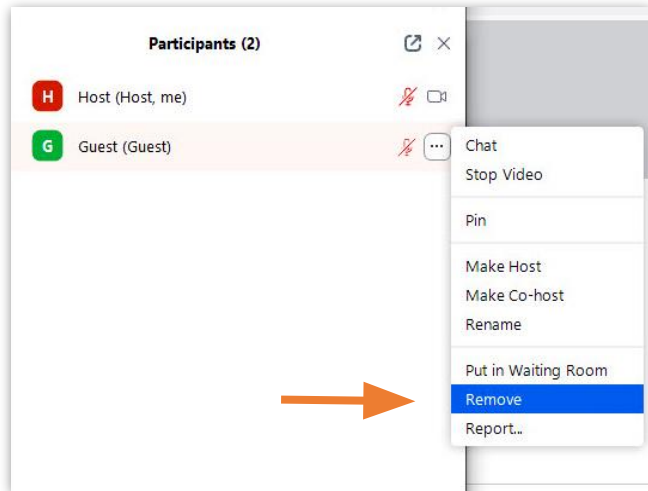 Participants (2)
H Host (Host, me)
G Guest (Guest)
Chat
Stop Video
Pin
Make Host
Make Co-host
Rename
Put in Waiting Room
Remove
Report...